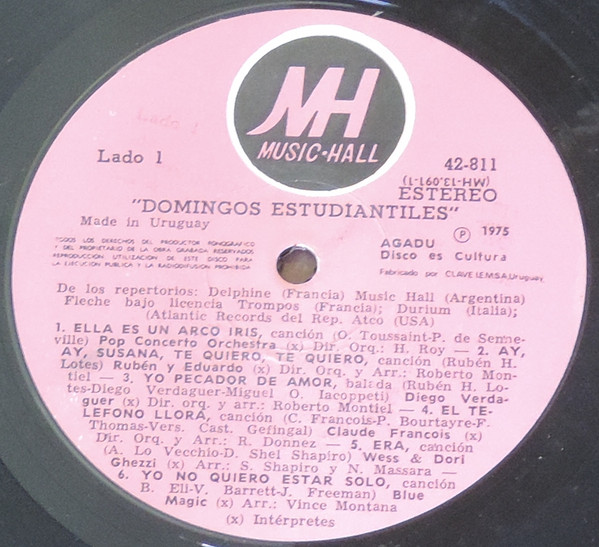 MH
MUSIC·HALL
Lado 1
42-811
(MH-13.091-1)
ESTEREO
"DOMINGOS ESTUDIANTILES"
Made in Uruguay
℗ 1975
TODOS LOS DERECHOS DEL PRODUCTOR FONOGRAFICO
Y DEL PROPIETARIO DE LA OBRA GRABADA RESERVADOS
REPRODUCCION, UTILIZACION DE ESTE DISCO PARA
LA EJECUCION PUBLICA Y LA RADIODIFUSION PROHIBIDA
AGADU
Disco es Cultura
Fabricado por CLAVE I.E.M.S.A. Uruguay
De los repertorios: Delphine (Francia) Music Hall (Argentina)
Fleche bajo licencia Trompos (Francia); Durium (Italia);
(Atlantic Records del Rep. Atco (USA)
1. ELLA ES UN ARCO IRIS, canción (O. Toussaint-P. de Senne-
ville) Pop Concerto Orchestra (x) Dir. Orq.: H. Roy — 2. AY,
AY, SUSANA, TE QUIERO, TE QUIERO, canción (Rubén H.
Lotes) Rubén y Eduardo (x) Dir. Orq. y Arr.: Roberto Mon-
tiel — 3. YO PECADOR DE AMOR, balada (Rubén H. Lo-
tes-Diego Verdaguer-Miguel O. Iacoppeti) Diego Verda-
guer (x) Dir. orq y arr.: Roberto Montiel — 4. EL TE-
LEFONO LLORA, canción (C. Francois-P. Bourtayre-F.
Thomas-Vers. Cast. Gefingal) Claude Francois (x)
Dir. Orq. y Arr.: R. Donnez — 5. ERA, canción
(A. Lo Vecchio-D. Shel Shapiro) Wess & Dori
Ghezzi (x) Arr.: S. Shapiro y N. Massara —
6. YO NO QUIERO ESTAR SOLO, canción
B. Eli-V. Barrett-J. Freeman) Blue
Magic (x) Arr.: Vince Montana
(x) Intérpretes